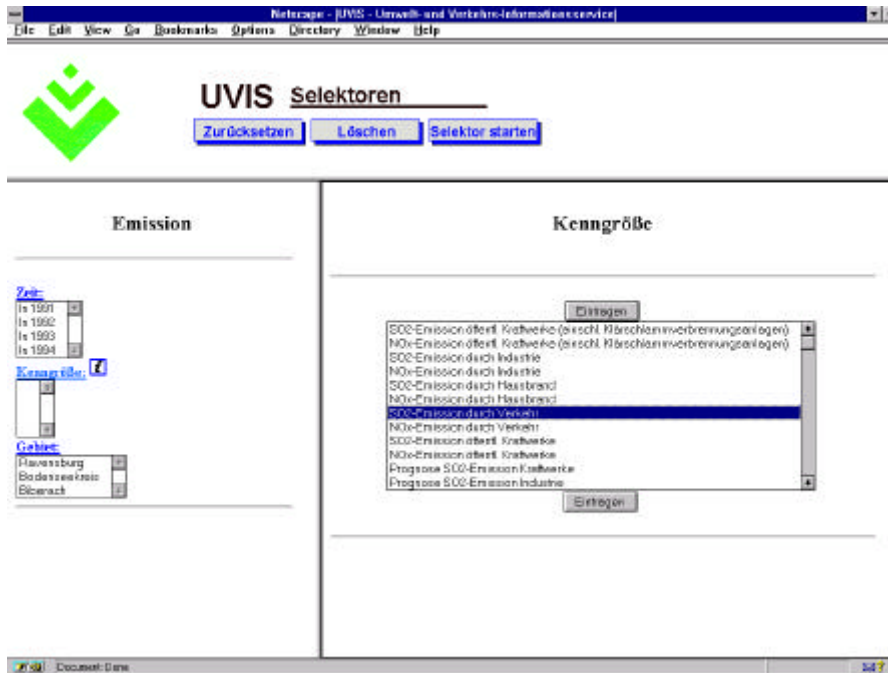 Netscape - [UVIS - Umwelt- und Verkehrs-Informationsservice]
File Edit View Go Bookmarks Options Directory Window Help
UVIS Selektoren
Zurücksetzen Löschen Selektor starten
Emission
Zeit:
Is 1991
Is 1992
Is 1993
Is 1994
Kenngröße: i
Gebiet:
Ravensburg
Bodenseekreis
Biberach
Kenngröße
Eintragen
SO2-Emission öffentl. Kraftwerke (einschl. Klärschlammverbrennungsanlagen)
NOx-Emission öffentl. Kraftwerke (einschl. Klärschlammverbrennungsanlagen)
SO2-Emission durch Industrie
NOx-Emission durch Industrie
SO2-Emission durch Hausbrand
NOx-Emission durch Hausbrand
SO2-Emission durch Verkehr
NOx-Emission durch Verkehr
SO2-Emission öffentl. Kraftwerke
NOx-Emission öffentl. Kraftwerke
Prognose SO2-Emission Kraftwerke
Prognose SO2-Emission Industrie
Eintragen
Document: Done